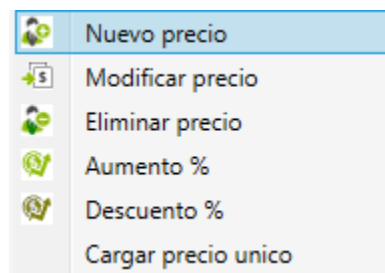 Nuevo precio
Modificar precio
Eliminar precio
Aumento %
Descuento %
Cargar precio unico